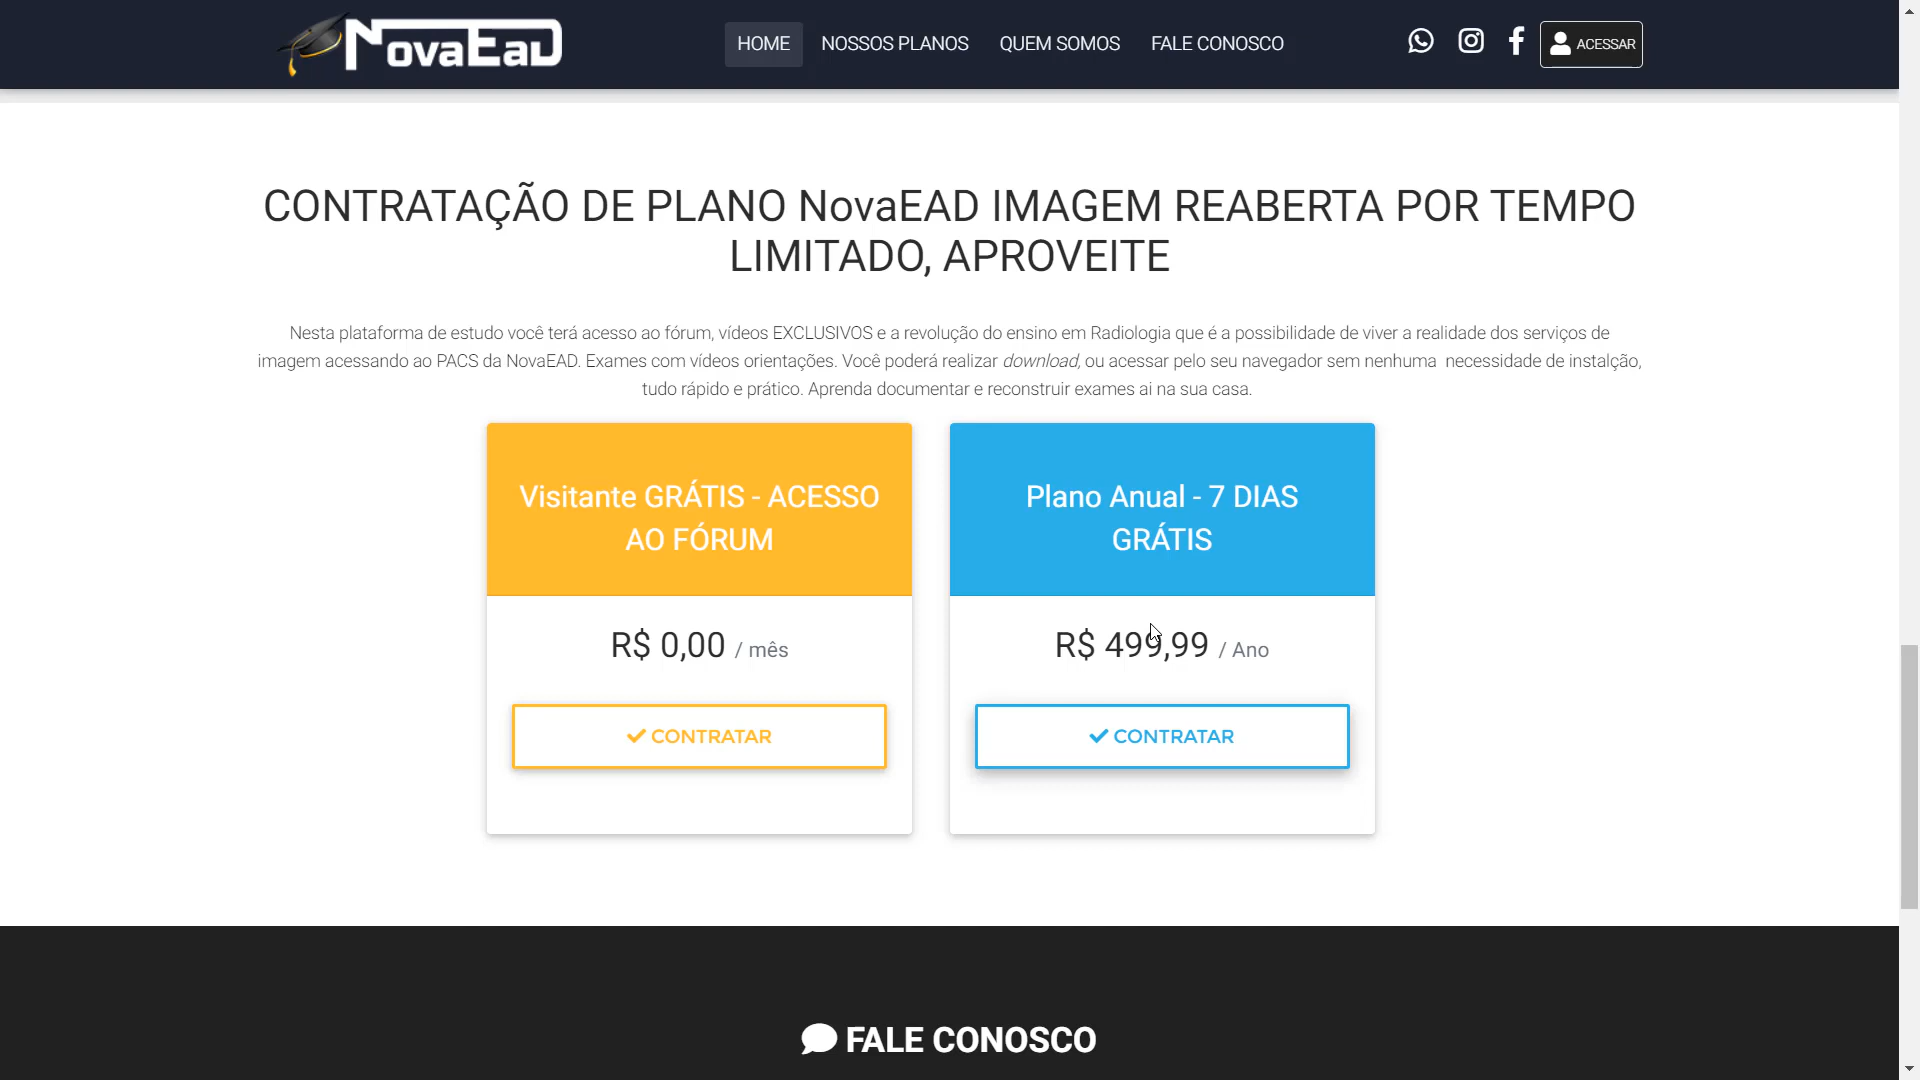 NovaEaD
HOME NOSSOS PLANOS QUEM SOMOS FALE CONOSCO ACESSAR
CONTRATAÇÃO DE PLANO NovaEAD IMAGEM REABERTA POR TEMPO
LIMITADO, APROVEITE
Nesta plataforma de estudo você terá acesso ao fórum, vídeos EXCLUSIVOS e a revolução do ensino em Radiologia que é a possibilidade de viver a realidade dos serviços de
imagem acessando ao PACS da NovaEAD. Exames com vídeos orientações. Você poderá realizar download, ou acessar pelo seu navegador sem nenhuma necessidade de instalção,
tudo rápido e prático. Aprenda documentar e reconstruir exames ai na sua casa.
Visitante GRÁTIS - ACESSO
AO FÓRUM
R$ 0,00 / mês
CONTRATAR
Plano Anual - 7 DIAS
GRÁTIS
R$ 499,99 / Ano
CONTRATAR
FALE CONOSCO